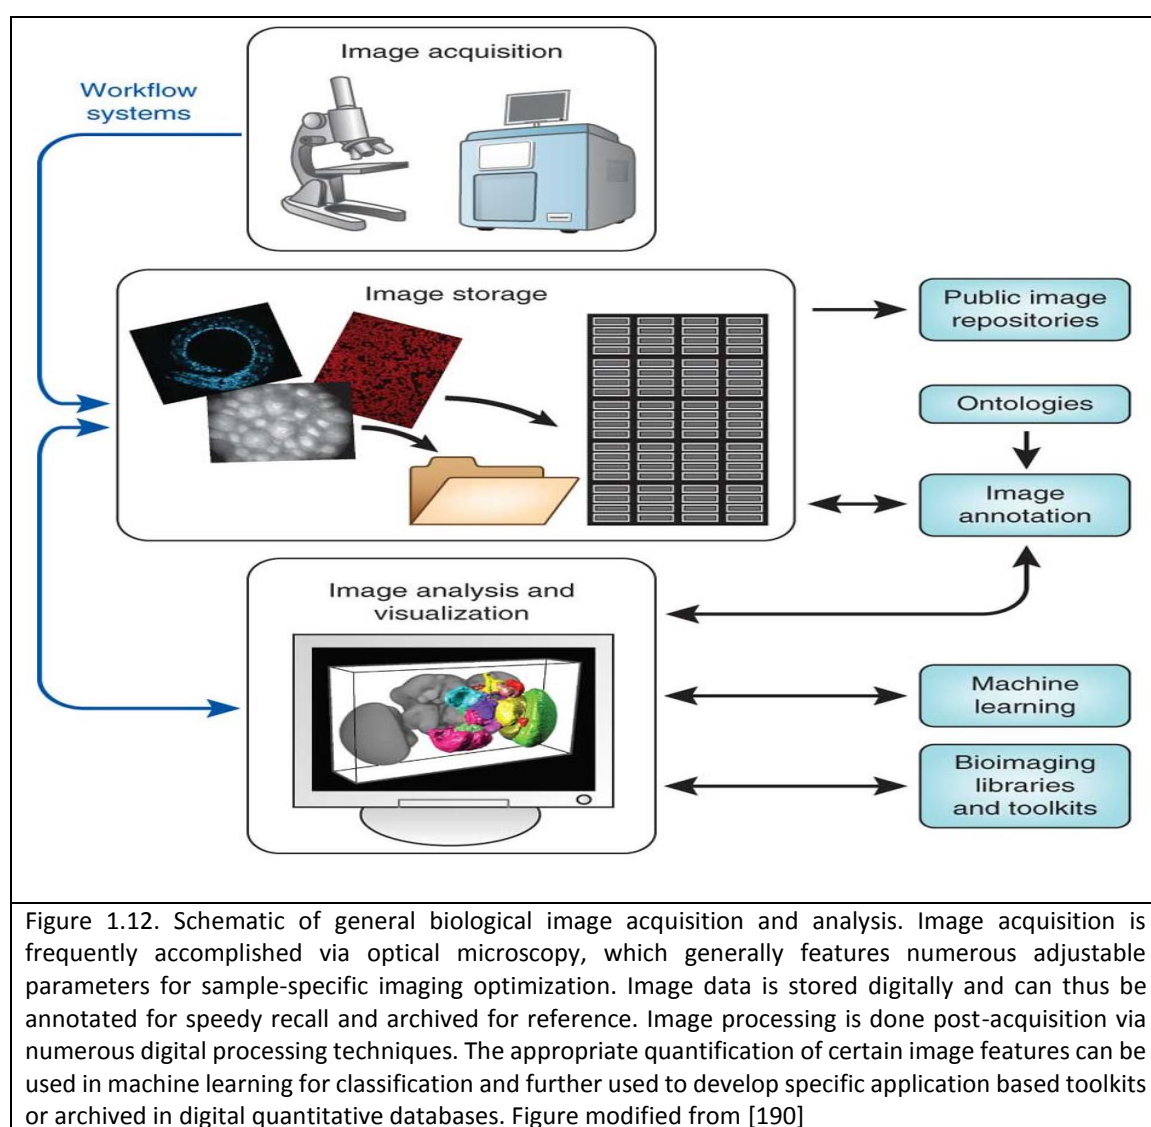 Image acquisition
Workflow
systems
Image storage
Public image
repositories
Ontologies
Image
annotation
Image analysis and
visualization
Machine
learning
Bioimaging
libraries
and toolkits
Figure 1.12. Schematic of general biological image acquisition and analysis. Image acquisition is
frequently accomplished via optical microscopy, which generally features numerous adjustable
parameters for sample-specific imaging optimization. Image data is stored digitally and can thus be
annotated for speedy recall and archived for reference. Image processing is done post-acquisition via
numerous digital processing techniques. The appropriate quantification of certain image features can be
used in machine learning for classification and further used to develop specific application based toolkits
or archived in digital quantitative databases. Figure modified from [190]